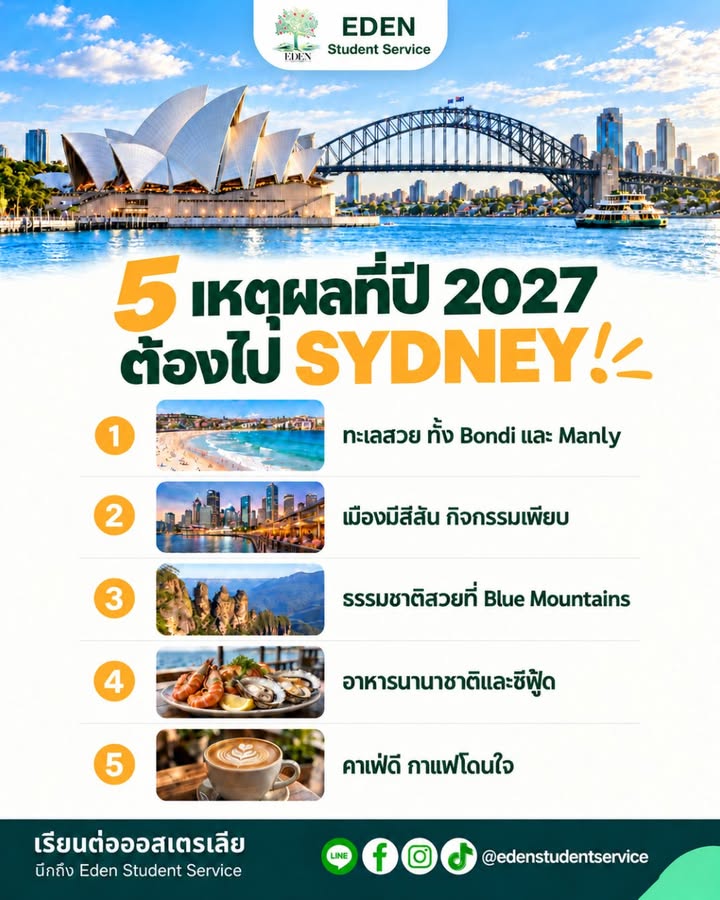 EDEN
EDEN
Student Service
5 เหตุผลที่ปี 2027
ต้องไป SYDNEY!
1
ทะเลสวย ทั้ง Bondi และ Manly
2
เมืองมีสีสัน กิจกรรมเพียบ
3
ธรรมชาติสวยที่ Blue Mountains
4
อาหารนานาชาติและซีฟู้ด
5
คาเฟ่ดี กาแฟโดนใจ
เรียนต่อออสเตรเลีย
นึกถึง Eden Student Service
LINE
@edenstudentservice